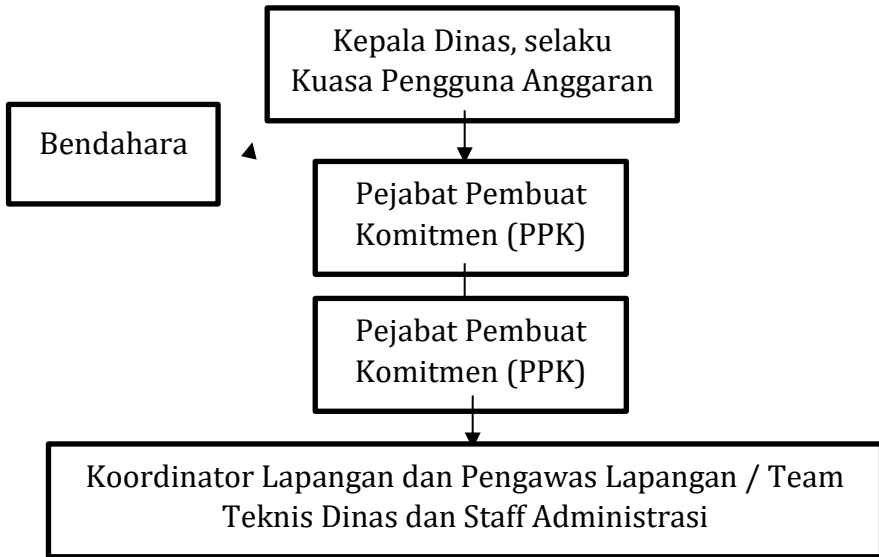 Kepala Dinas, selaku
Kuasa Pengguna Anggaran
Bendahara
Pejabat Pembuat
Komitmen (PPK)
Pejabat Pembuat
Komitmen (PPK)
Koordinator Lapangan dan Pengawas Lapangan / Team
Teknis Dinas dan Staff Administrasi